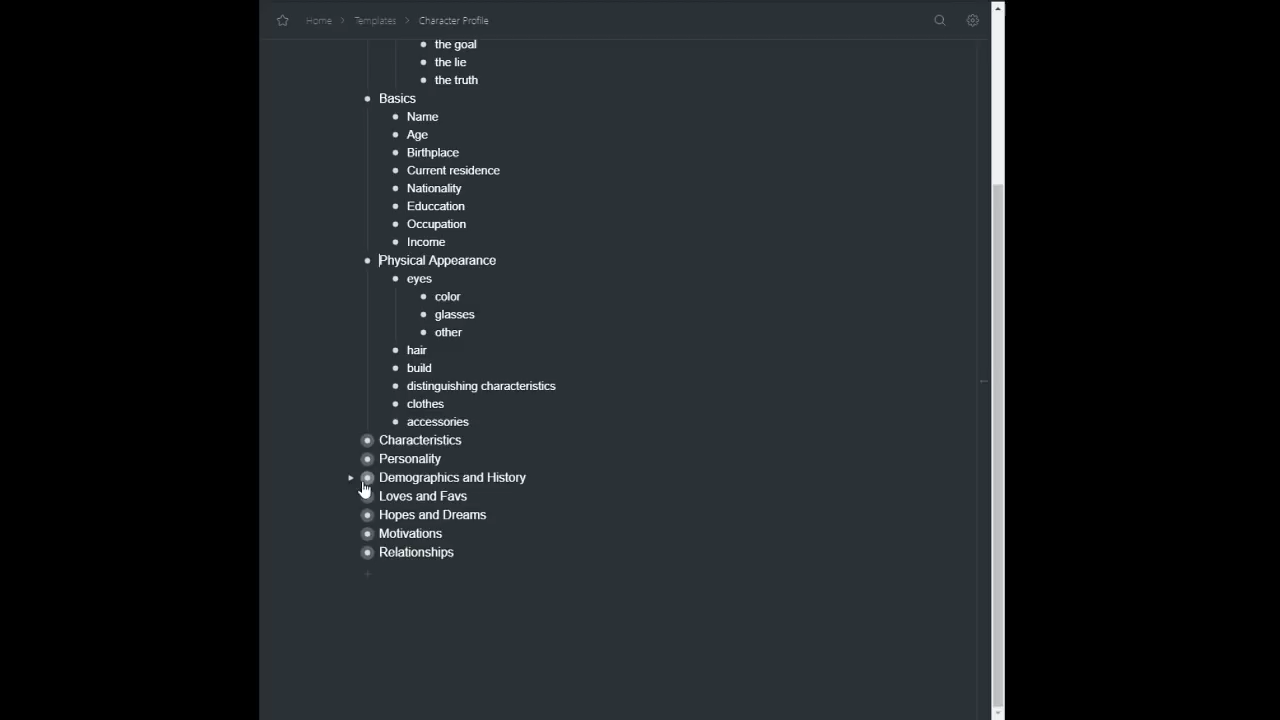 Home > Templates > Character Profile
the goal
the lie
the truth
Basics
Name
Age
Birthplace
Current residence
Nationality
Educcation
Occupation
Income
Physical Appearance
eyes
color
glasses
other
hair
build
distinguishing characteristics
clothes
accessories
Characteristics
Personality
Demographics and History
Loves and Favs
Hopes and Dreams
Motivations
Relationships